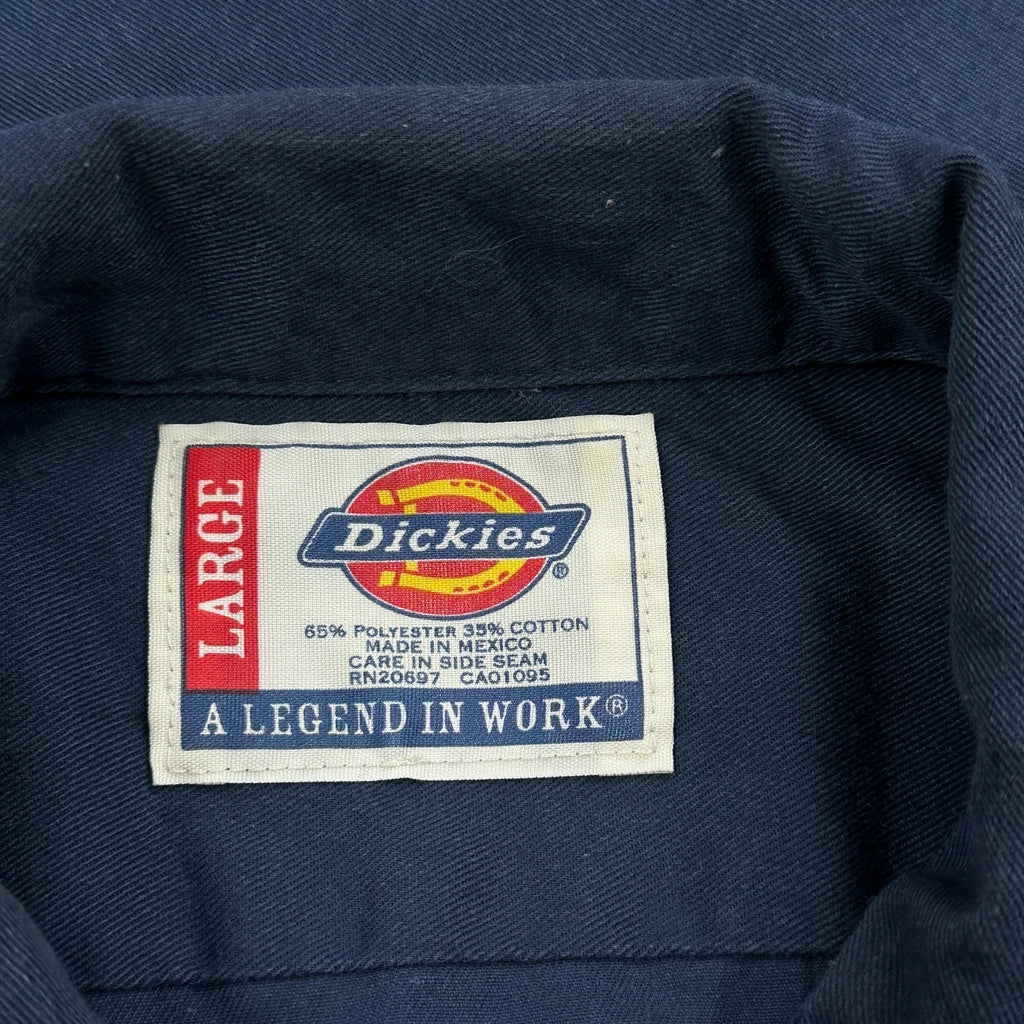 LARGE
Dickies®
65% POLYESTER 35% COTTON
MADE IN MEXICO
CARE IN SIDE SEAM
RN20697 CA01095
A LEGEND IN WORK®